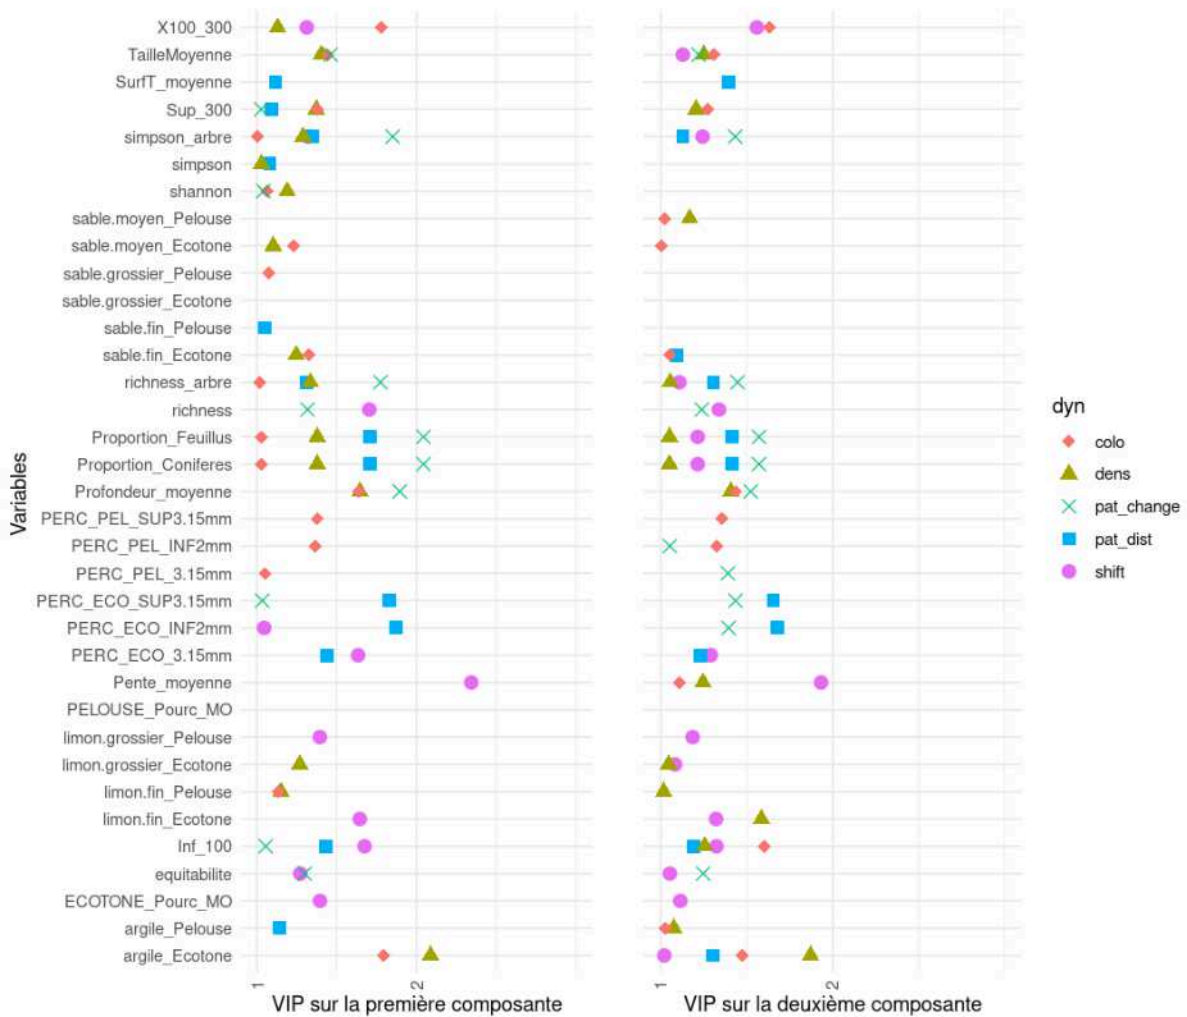 X100_300
TailleMoyenne
SurfT_moyenne
Sup_300
simpson_arbre
simpson
shannon
sable.moyen_Pelouse
sable.moyen_Ecotone
sable.grossier_Pelouse
sable.grossier_Ecotone
sable.fin_Pelouse
sable.fin_Ecotone
richness_arbre
richness
Proportion_Feuillus
Proportion_Coniferes
Profondeur_moyenne
PERC_PEL_SUP3.15mm
PERC_PEL_INF2mm
PERC_PEL_3.15mm
PERC_ECO_SUP3.15mm
PERC_ECO_INF2mm
PERC_ECO_3.15mm
Pente_moyenne
PELOUSE_Pourc_MO
limon.grossier_Pelouse
limon.grossier_Ecotone
limon.fin_Pelouse
limon.fin_Ecotone
Inf_100
equitabilite
ECOTONE_Pourc_MO
argile_Pelouse
argile_Ecotone
Variables
1 2
VIP sur la première composante
1 2
VIP sur la deuxième composante
dyn
colo
dens
pat_change
pat_dist
shift